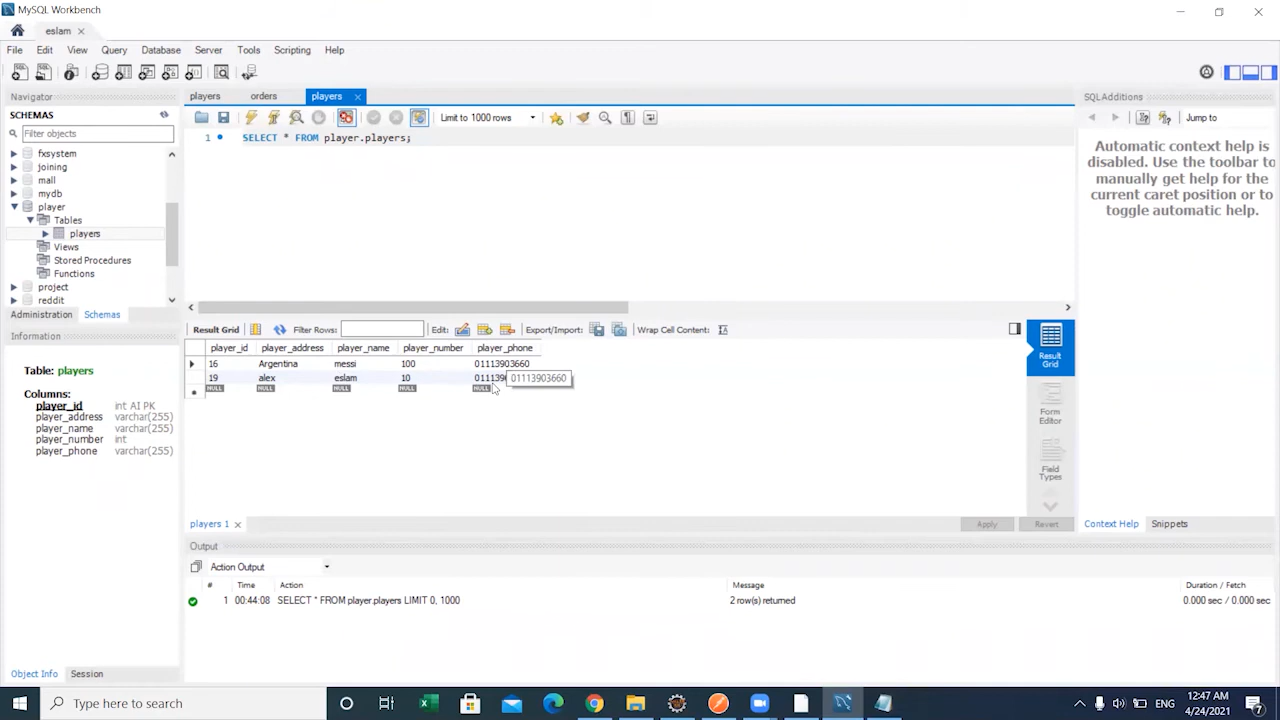 MySQL Workbench
eslam
File Edit View Query Database Server Tools Scripting Help
Navigator
SCHEMAS
Filter objects
fxsystem
joining
mall
mydb
player
Tables
players
Views
Stored Procedures
Functions
project
reddit
Administration Schemas
Information
Table: players
Columns:
player_id int AI PK
player_address varchar(255)
player_name varchar(255)
player_number int
player_phone varchar(255)
Object Info Session
players orders players
Limit to 1000 rows
1 SELECT * FROM player.players;
Result Grid Filter Rows: Edit: Export/Import: Wrap Cell Content:
player_id player_address player_name player_number player_phone
16 Argentina messi 100 01113903660
19 alex eslam 10 01113903660
NULL NULL NULL NULL NULL
Result Grid
Form Editor
Field Types
players 1 Apply Revert
Output
Action Output
# Time Action Message Duration / Fetch
1 00:44:08 SELECT * FROM player.players LIMIT 0, 1000 2 row(s) returned 0.000 sec / 0.000 sec
SQLAdditions
Jump to
Automatic context help is
disabled. Use the toolbar to
manually get help for the
current caret position or to
toggle automatic help.
Context Help Snippets
Type here to search
12:47 AM
4/24/2021
7